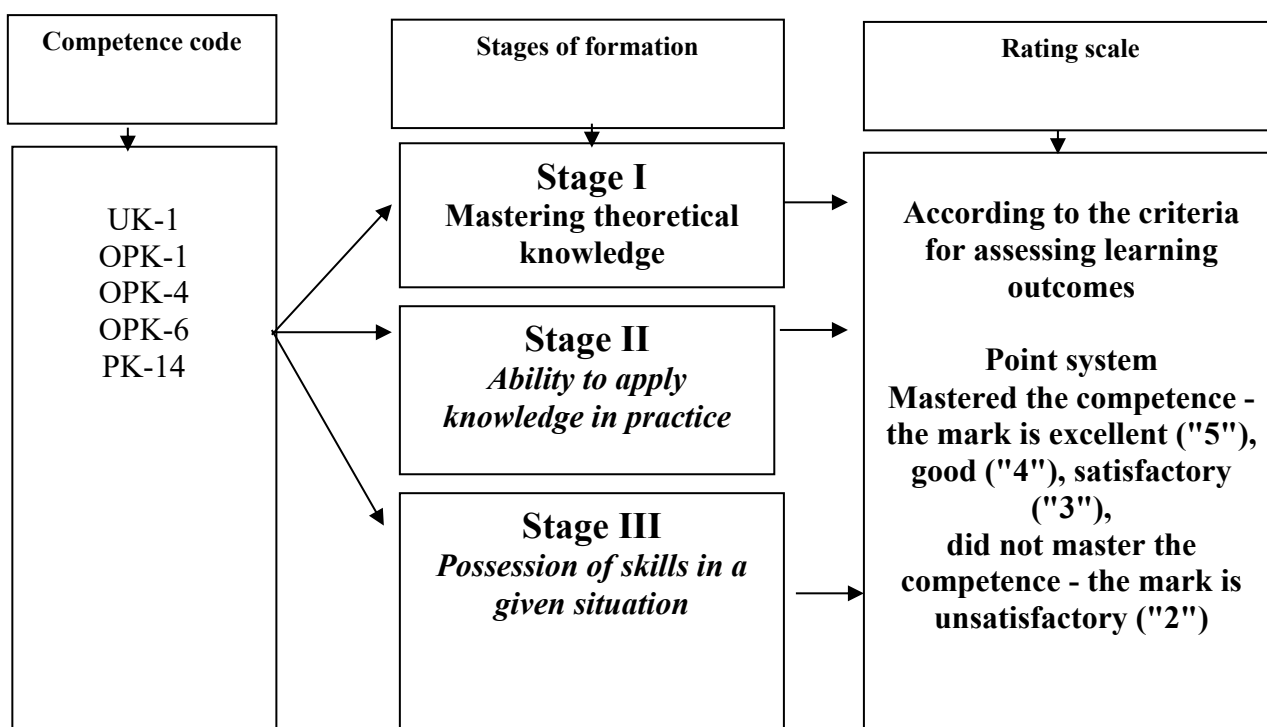 Competence code
Stages of formation
Rating scale
UK-1
OPK-1
OPK-4
OPK-6
PK-14
Stage I
Mastering theoretical
knowledge
Stage II
Ability to apply
knowledge in practice
Stage III
Possession of skills in a
given situation
According to the criteria
for assessing learning
outcomes
Point system
Mastered the competence -
the mark is excellent ("5"),
good ("4"), satisfactory
("3"),
did not master the
competence - the mark is
unsatisfactory ("2")